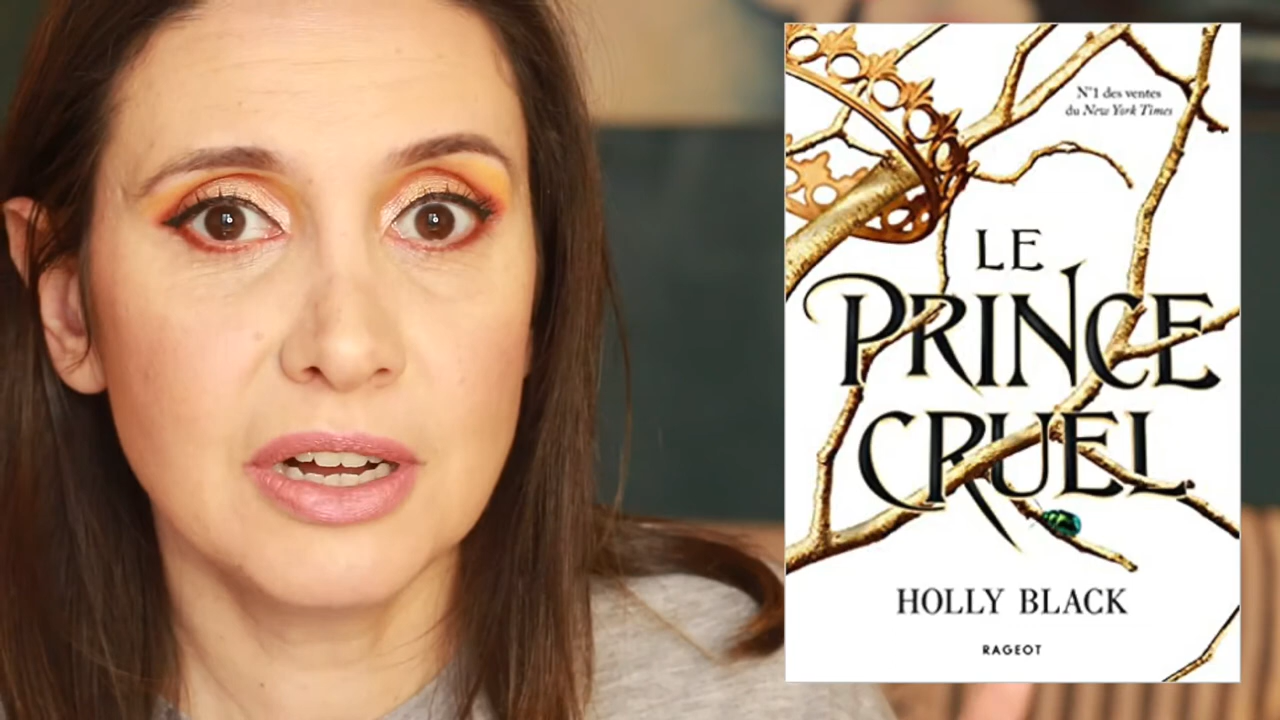 N°1 des ventes
du New York Times
LE
PRINCE
CRUEL
HOLLY BLACK
RAGEOT